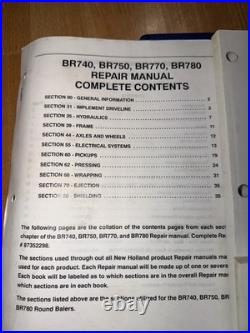 BR740, BR750, BR770, BR780
REPAIR MANUAL
COMPLETE CONTENTS
SECTION 00 - GENERAL INFORMATION
SECTION 31 - IMPLEMENT DRIVELINE
SECTION 35 - HYDRAULICS 7
SECTION 39 - FRAME 11
SECTION 44 - AXLES AND WHEELS 12
SECTION 55 - ELECTRICAL SYSTEMS 13
SECTION 60 - PICKUPS
SECTION 62 - PRESSING
SECTION 68 - WRAPPING
SECTION 70 - EJECTION
SECTION - SHIELDING
The following pages are the collation of the contents pages from each sect
chapter of the BR740, BR750, BR770, and BR780 Repair manual. Complete Re
# 87352298.
The sections used through out all New Holland product Repair manuals ma
used for each product. Each Repair manual will be made up of one or severa
Each book will be labeled as to which sections are in the overall Repair man
which sections are in each book.
The sections listed above are the sections utilized for the BR740, BR750, BR
BR780 Round Balers.